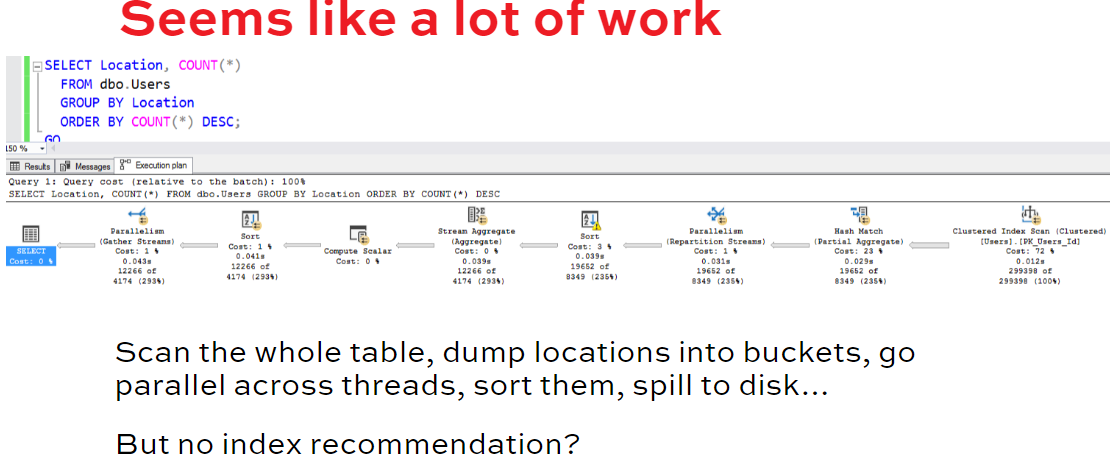 Seems like a lot of work
SELECT Location, COUNT(*)
FROM dbo.Users
GROUP BY Location
ORDER BY COUNT(*) DESC;
GO
150 %
Results Messages Execution plan
Query 1: Query cost (relative to the batch): 100%
SELECT Location, COUNT(*) FROM dbo.Users GROUP BY Location ORDER BY COUNT(*) DESC
SELECT
Cost: 0 %
Parallelism
(Gather Streams)
Cost: 1 %
0.043s
12266 of
4174 (293%)
Sort
Cost: 1 %
0.041s
12266 of
4174 (293%)
Compute Scalar
Cost: 0 %
Stream Aggregate
(Aggregate)
Cost: 0 %
0.039s
12266 of
4174 (293%)
Sort
Cost: 3 %
0.039s
19652 of
8349 (235%)
Parallelism
(Repartition Streams)
Cost: 1 %
0.031s
19652 of
8349 (235%)
Hash Match
(Partial Aggregate)
Cost: 23 %
0.029s
19652 of
8349 (235%)
Clustered Index Scan (Clustered)
[Users].[PK_Users_Id]
Cost: 72 %
0.012s
299398 of
299398 (100%)
Scan the whole table, dump locations into buckets, go
parallel across threads, sort them, spill to disk...
But no index recommendation?